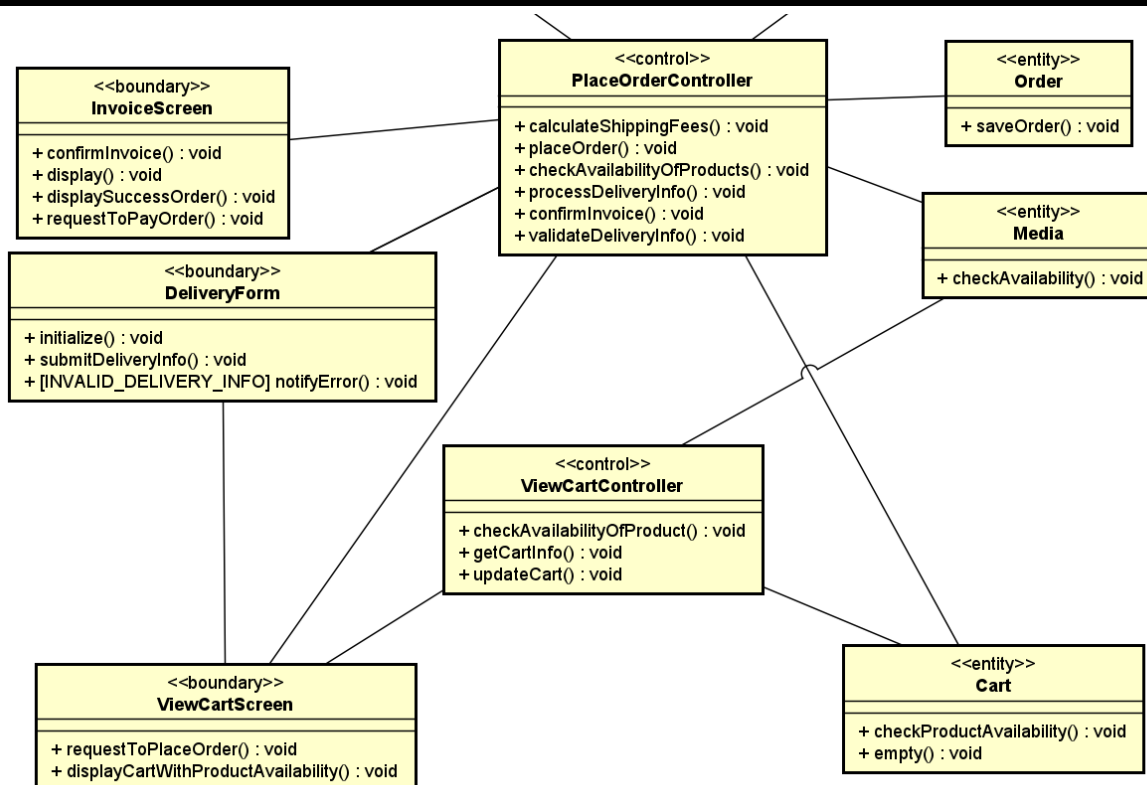 <<control>>
PlaceOrderController
+ calculateShippingFees() : void
+ placeOrder() : void
+ checkAvailabilityOfProducts() : void
+ processDeliveryInfo() : void
+ confirmInvoice() : void
+ validateDeliveryInfo() : void
<<entity>>
Order
+ saveOrder() : void
<<boundary>>
InvoiceScreen
+ confirmInvoice() : void
+ display() : void
+ displaySuccessOrder() : void
+ requestToPayOrder() : void
<<entity>>
Media
+ checkAvailability() : void
<<boundary>>
DeliveryForm
+ initialize() : void
+ submitDeliveryInfo() : void
+ [INVALID_DELIVERY_INFO] notifyError() : void
<<control>>
ViewCartController
+ checkAvailabilityOfProduct() : void
+ getCartInfo() : void
+ updateCart() : void
<<boundary>>
ViewCartScreen
+ requestToPlaceOrder() : void
+ displayCartWithProductAvailability() : void
<<entity>>
Cart
+ checkProductAvailability() : void
+ empty() : void